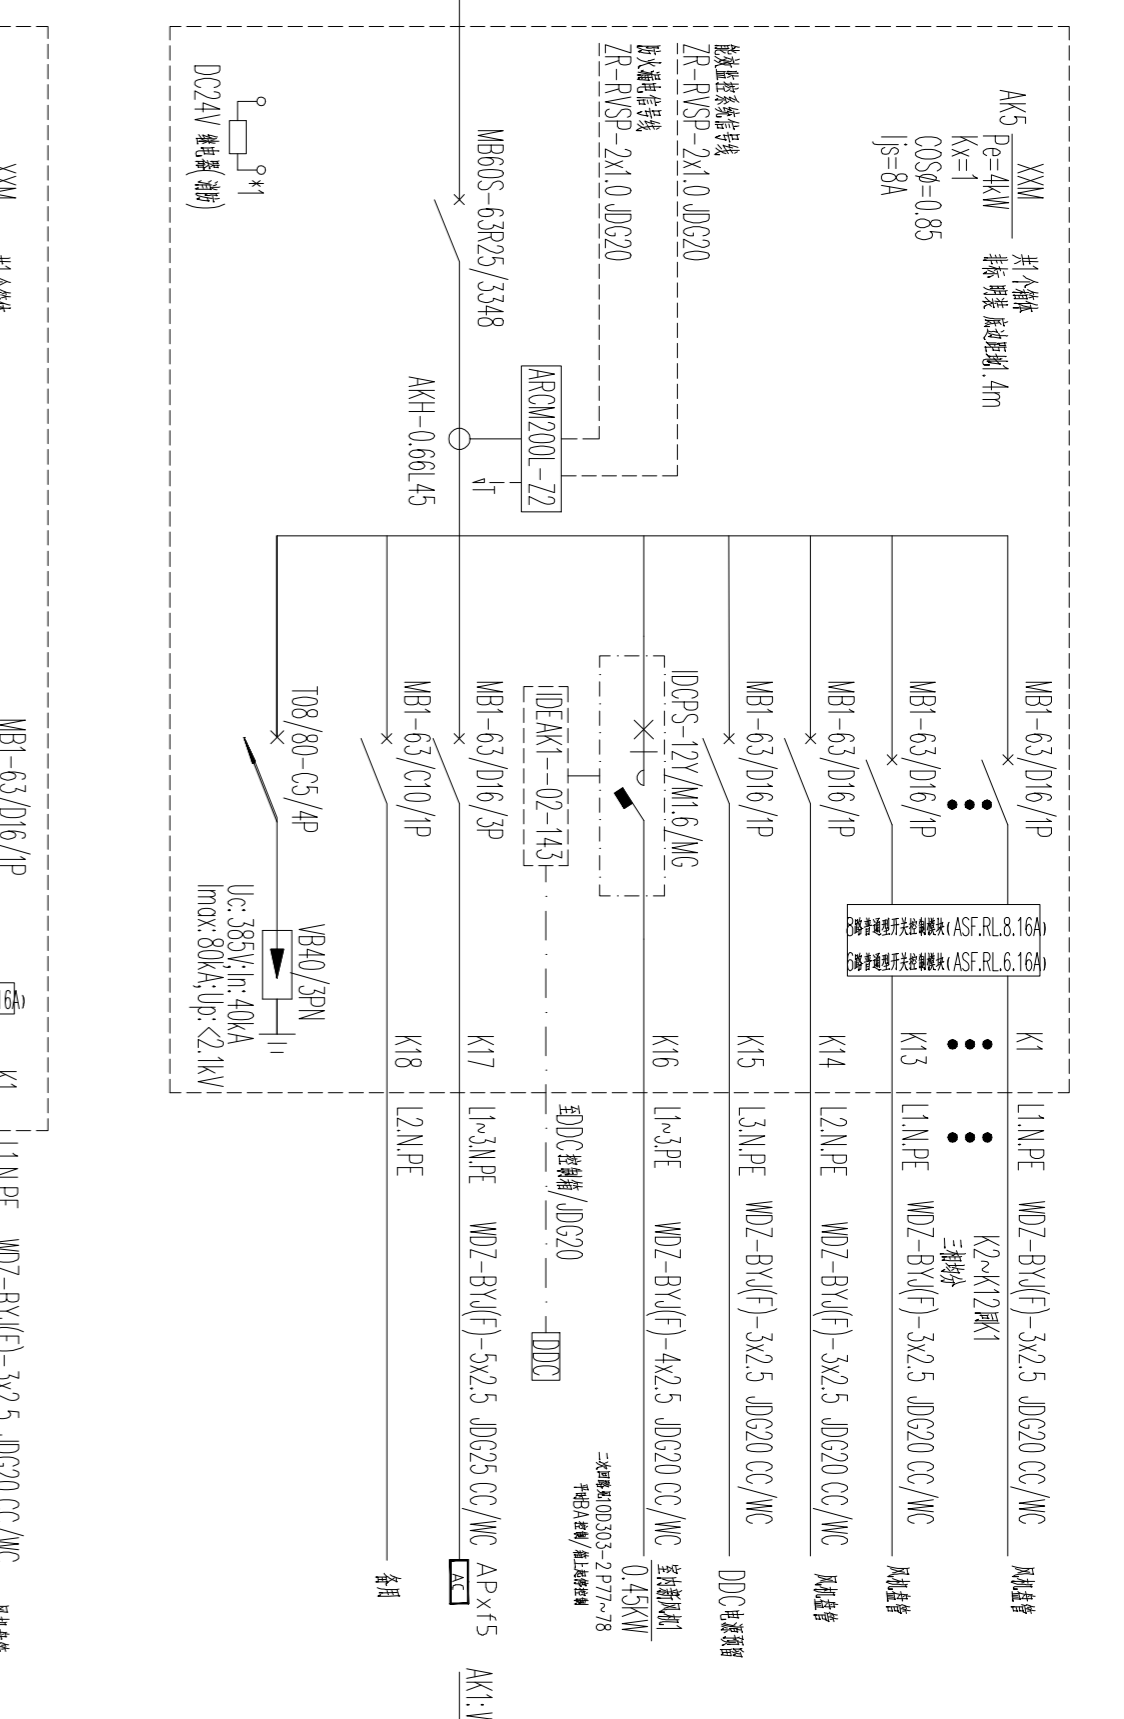 AK5
XXM
Pe=4kW
Kx=1
COSØ=0.85
Ijs=8A
共1个箱体
非标 明装 底边距地1.4m
能效监控系统信号线
ZR-RVSP-2x1.0 JDG20
防火漏电信号线
ZR-RVSP-2x1.0 JDG20
MB60S-63R25/3348
ARCM200L-Z2
AKH-0.66L45
T
*1
DC24V 继电器(消防)
MB1-63/D16/1P
8路普通型开关控制模块(ASF.RL.8.16A)
6路普通型开关控制模块(ASF.RL.6.16A)
K1
L1.N.PE
WDZ-BYJ(F)-3x2.5 JDG20 CC/WC
风机盘管
K2~K12同K1
三相均分
MB1-63/D16/1P
K13
L1.N.PE
WDZ-BYJ(F)-3x2.5 JDG20 CC/WC
风机盘管
MB1-63/D16/1P
K14
L2.N.PE
WDZ-BYJ(F)-3x2.5 JDG20 CC/WC
风机盘管
MB1-63/D16/1P
K15
L3.N.PE
WDZ-BYJ(F)-3x2.5 JDG20 CC/WC
DDC电源预留
IDCPS-12Y/M1.6/MG
K16
L1~3.PE
WDZ-BYJ(F)-4x2.5 JDG20 CC/WC
室内新风机1
0.45KW
二次回路见10D303-2 P77~78
平时BA控制/箱上起停控制
IDEAK1--02-143
至DDC控制箱/JDG20
DDC
MB1-63/D16/3P
K17
L1~3.N.PE
WDZ-BYJ(F)-5x2.5 JDG25 CC/WC
APxf5
AC
MB1-63/C10/1P
K18
L2.N.PE
备用
T08/80-C5/4P
VB40/3PN
Uc:385V;In:40kA
Imax:80kA;Up:<2.1kV
AK1:V
XXM
共1个箱体
MB1-63/D16/1P
16A)
K1
L1.N.PE
WDZ-BYJ(F)-3x2.5 JDG20 CC/WC
风机盘管